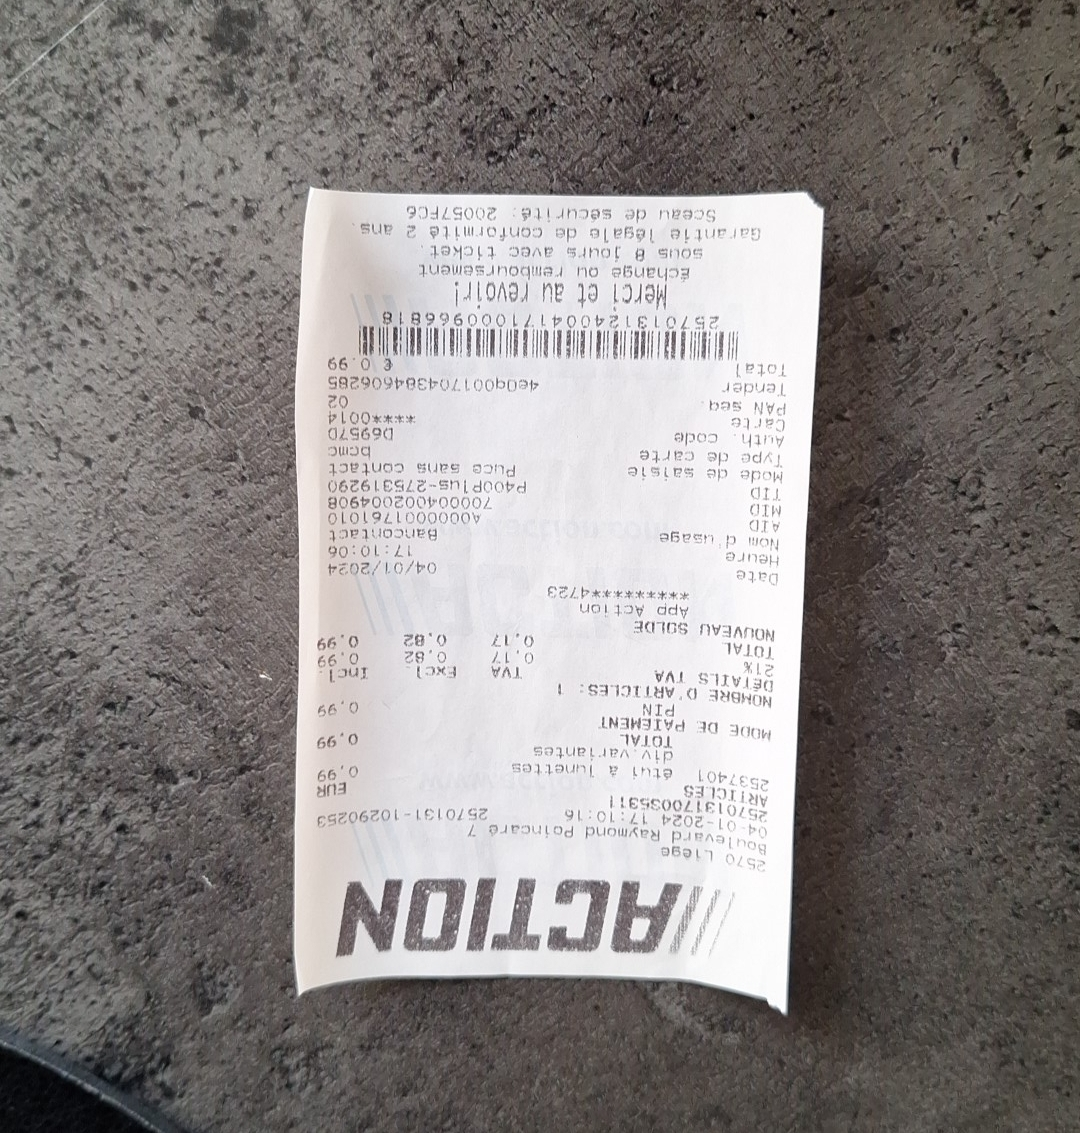 ACTION
2570 Liège
Boulevard Raymond Poincaré 7
04-01-2024 17:10:16 2570131-10290253
ARTICLES EUR
2537401 étui à lunettes 0,99
div.variantes
TOTAL 0,99
MODE DE PAIEMENT
PIN 0,99
NOMBRE D'ARTICLES: 1
DÉTAILS TVA TVA Excl Incl.
21% 0,17 0,82 0,99
TOTAL 0,17 0,82 0,99
NOUVEAU SOLDE
App Action
**********4723
Date 04/01/2024
Heure 17:10:06
Nom d'usage Bancontact
AID A0000001761010
MID 700004002004908
TID P400Plus-275319290
Mode de saisie Puce sans contact
Type de carte bcmc
Auth. code D6957D
Carte ****0014
PAN seq. 02
Tender 4e0q001704384606285
Total € 0.99
257013124004171000966818
Merci et au revoir!
Échange ou remboursement
sous 8 jours avec ticket.
Garantie légale de conformité 2 ans.
Sceau de sécurité: 20057FC6